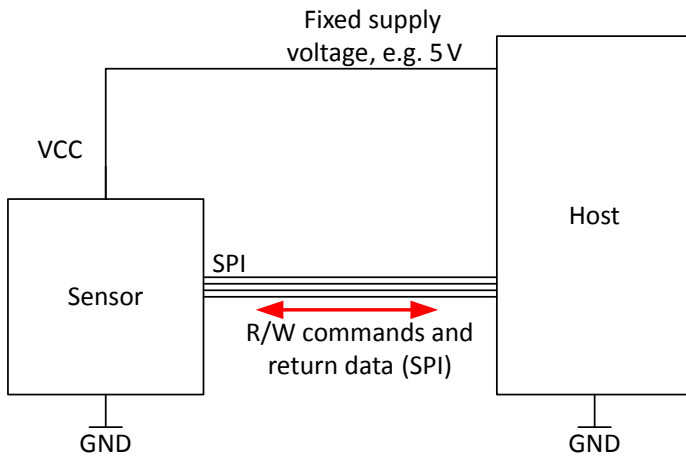 Fixed supply
voltage, e.g. 5 V
VCC
Host
SPI
Sensor
R/W commands and
return data (SPI)
GND
GND